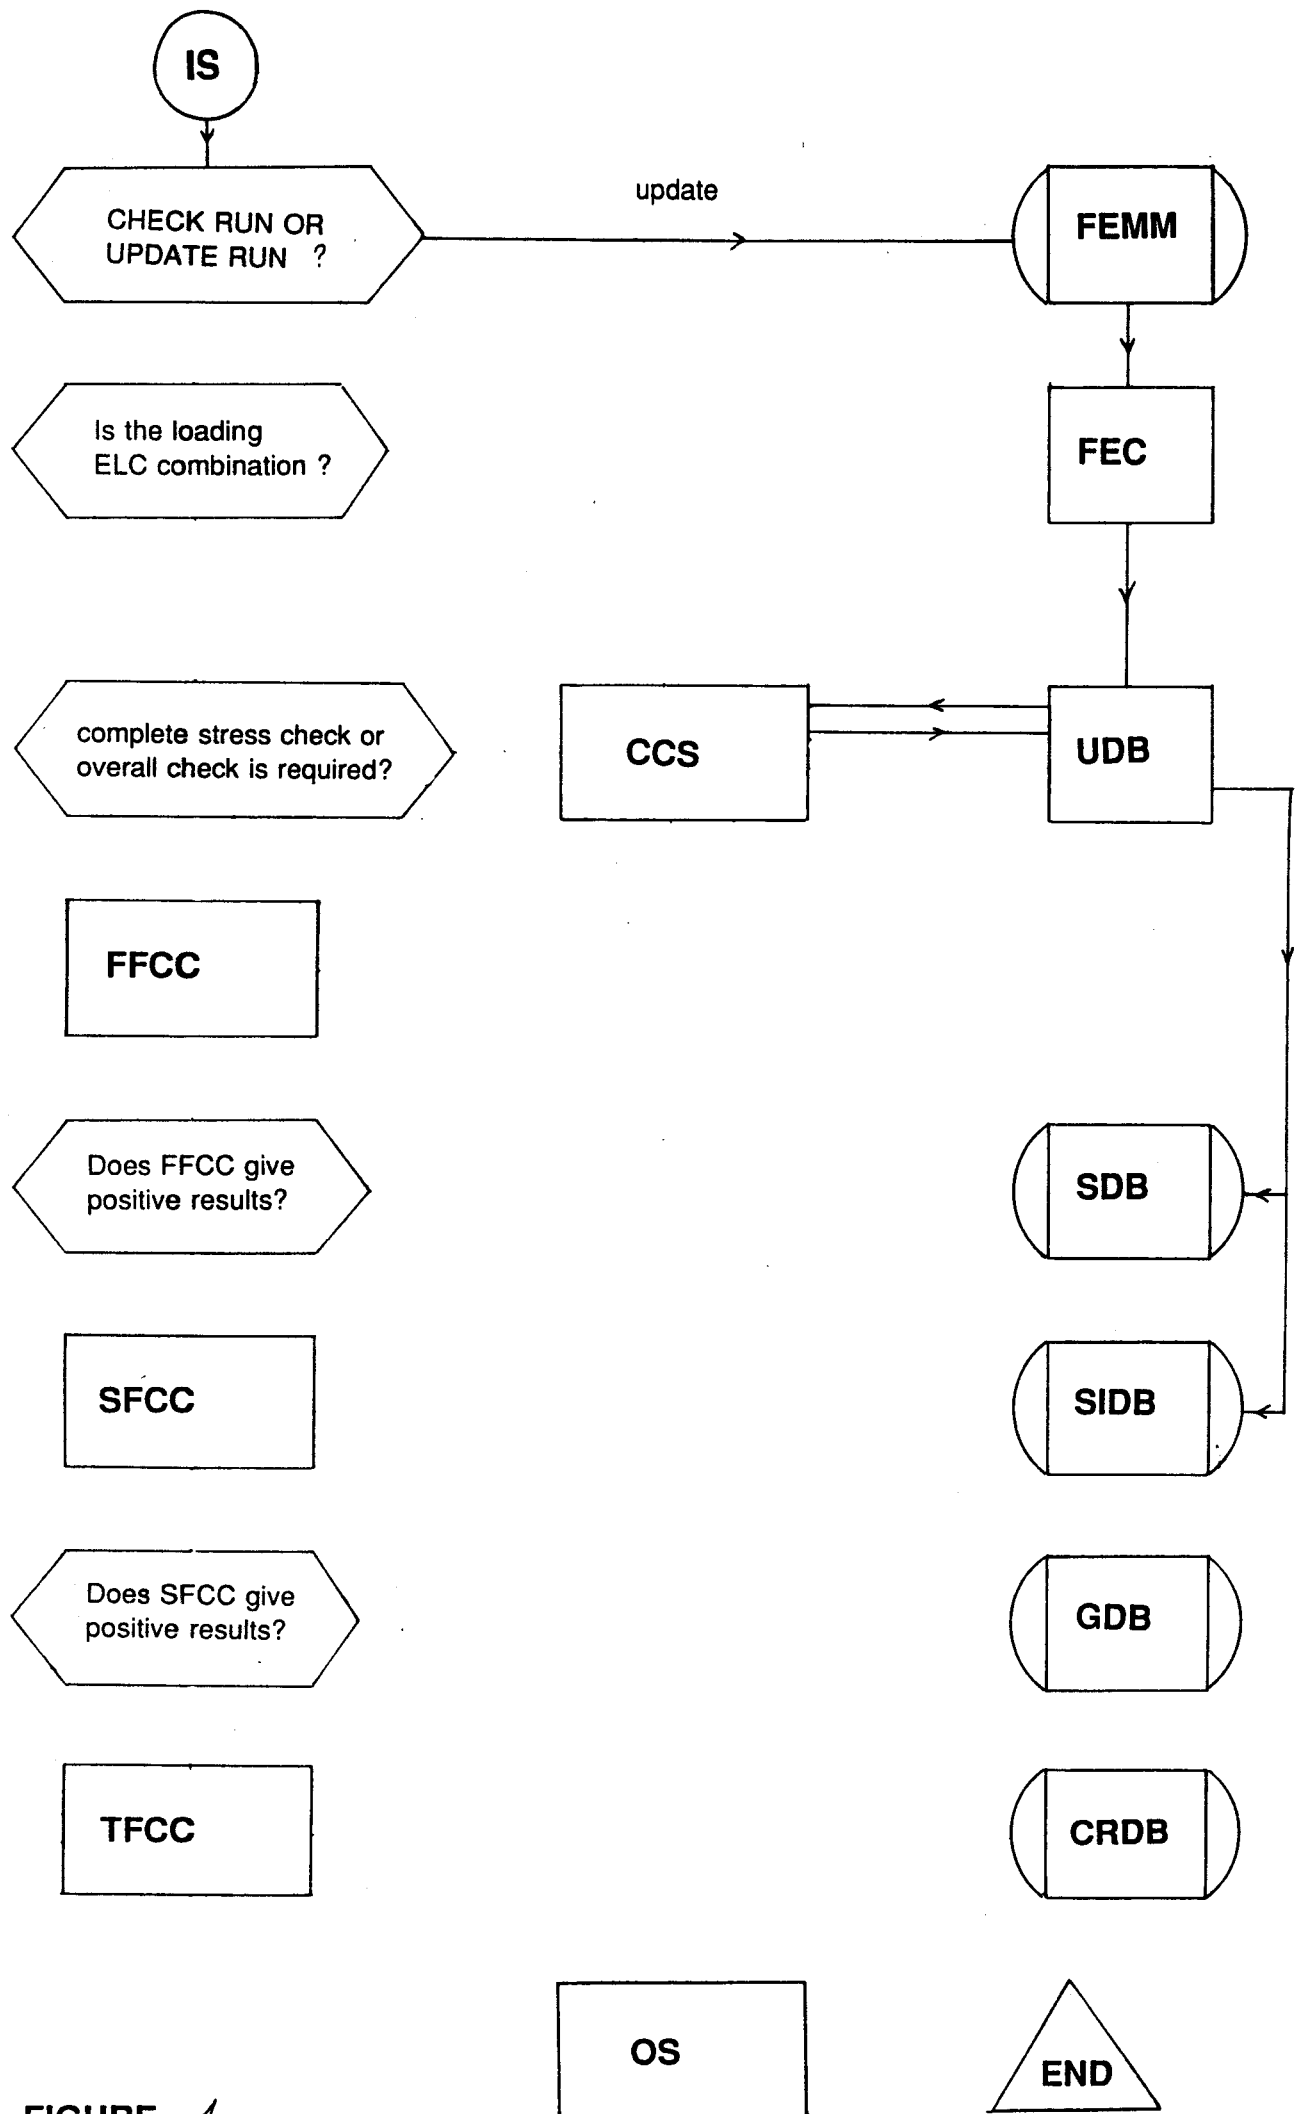 IS
CHECK RUN OR
UPDATE RUN ?
update
FEMM
Is the loading
ELC combination ?
FEC
complete stress check or
overall check is required?
CCS
UDB
FFCC
Does FFCC give
positive results?
SDB
SFCC
SIDB
Does SFCC give
positive results?
GDB
TFCC
CRDB
OS
END
FIGURE